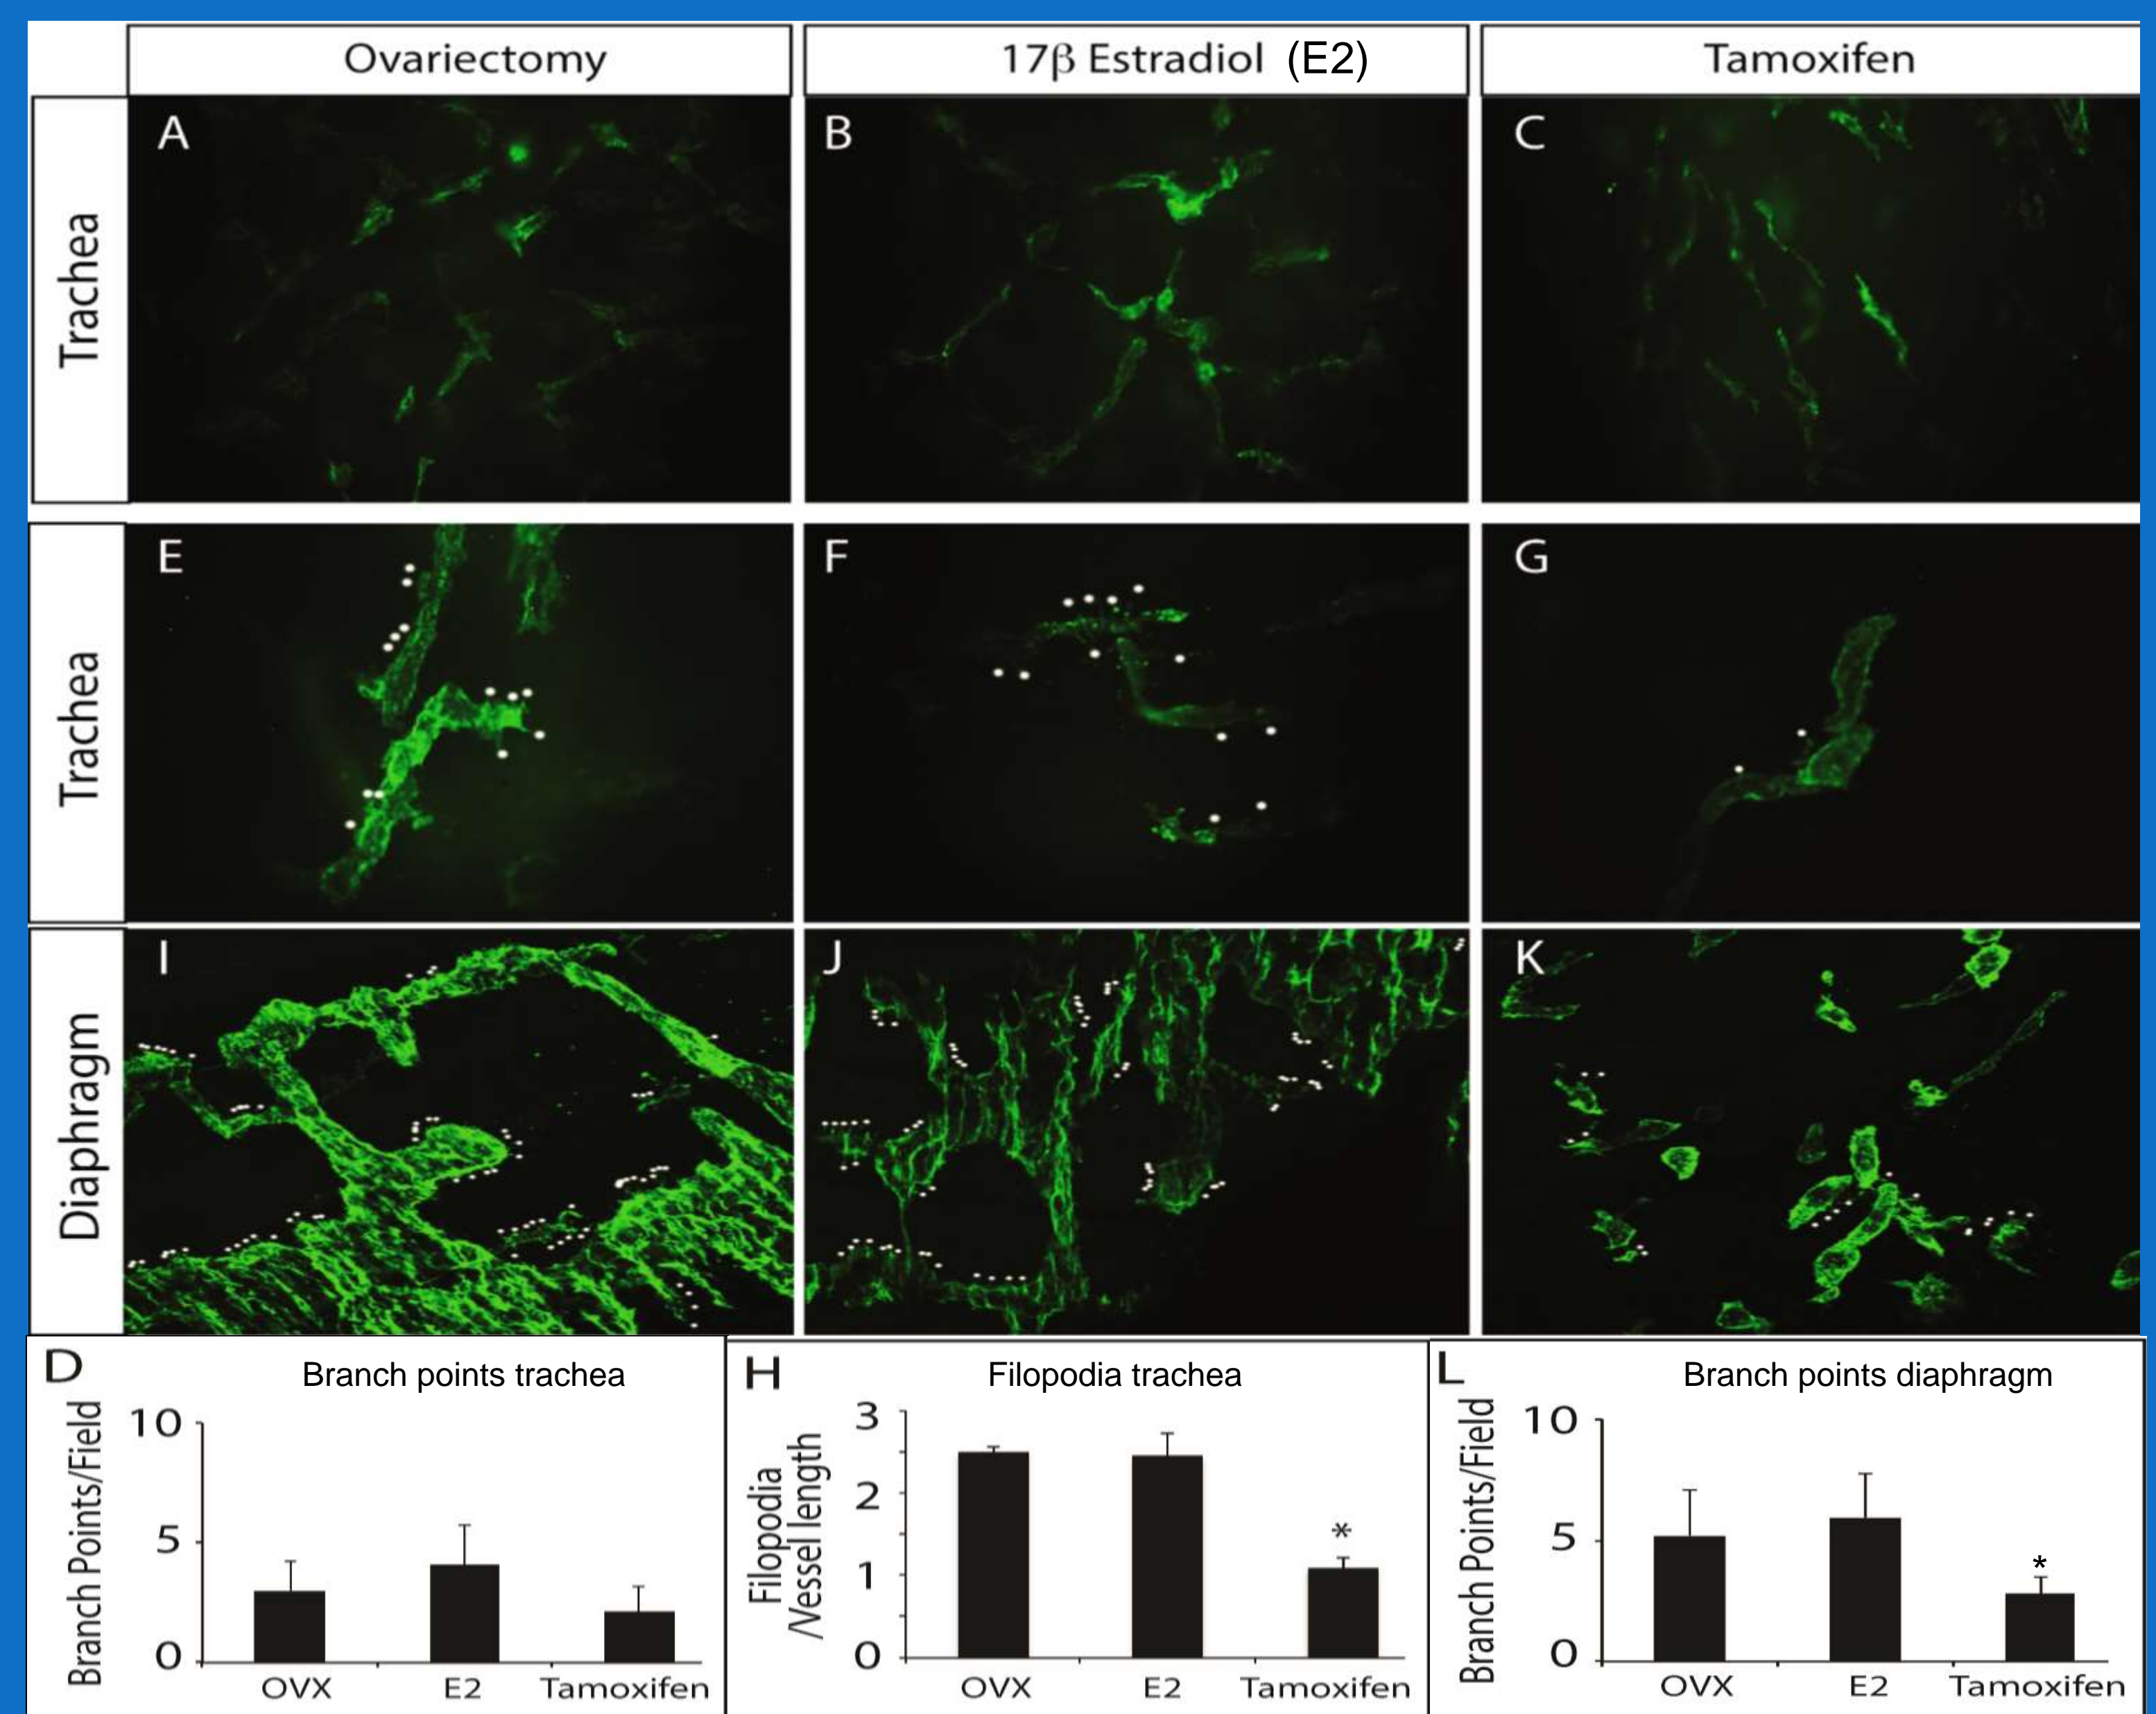 Ovariectomy
17β Estradiol (E2)
Tamoxifen
Trachea
A
B
C
Trachea
E
F
G
Diaphragm
I
J
K
D
Branch points trachea
Branch Points/Field
10
5
0
OVX
E2
Tamoxifen
H
Filopodia trachea
Filopodia
/Vessel length
3
2
1
0
*
OVX
E2
Tamoxifen
L
Branch points diaphragm
Branch Points/Field
10
5
0
*
OVX
E2
Tamoxifen